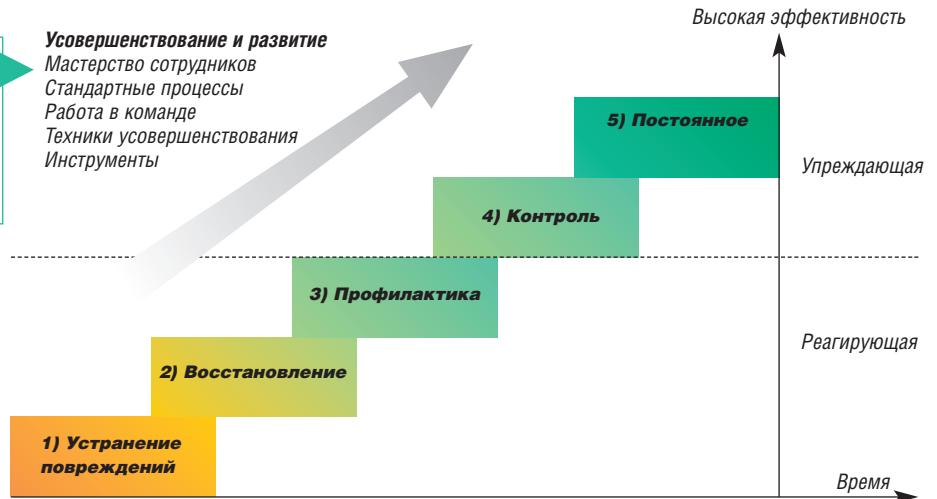 Высокая эффективность
Усовершенствование и развитие
Мастерство сотрудников
Стандартные процессы
Работа в команде
Техники усовершенствования
Инструменты
5) Постоянное
Упреждающая
4) Контроль
3) Профилактика
Реагирующая
2) Восстановление
1) Устранение
повреждений
Время